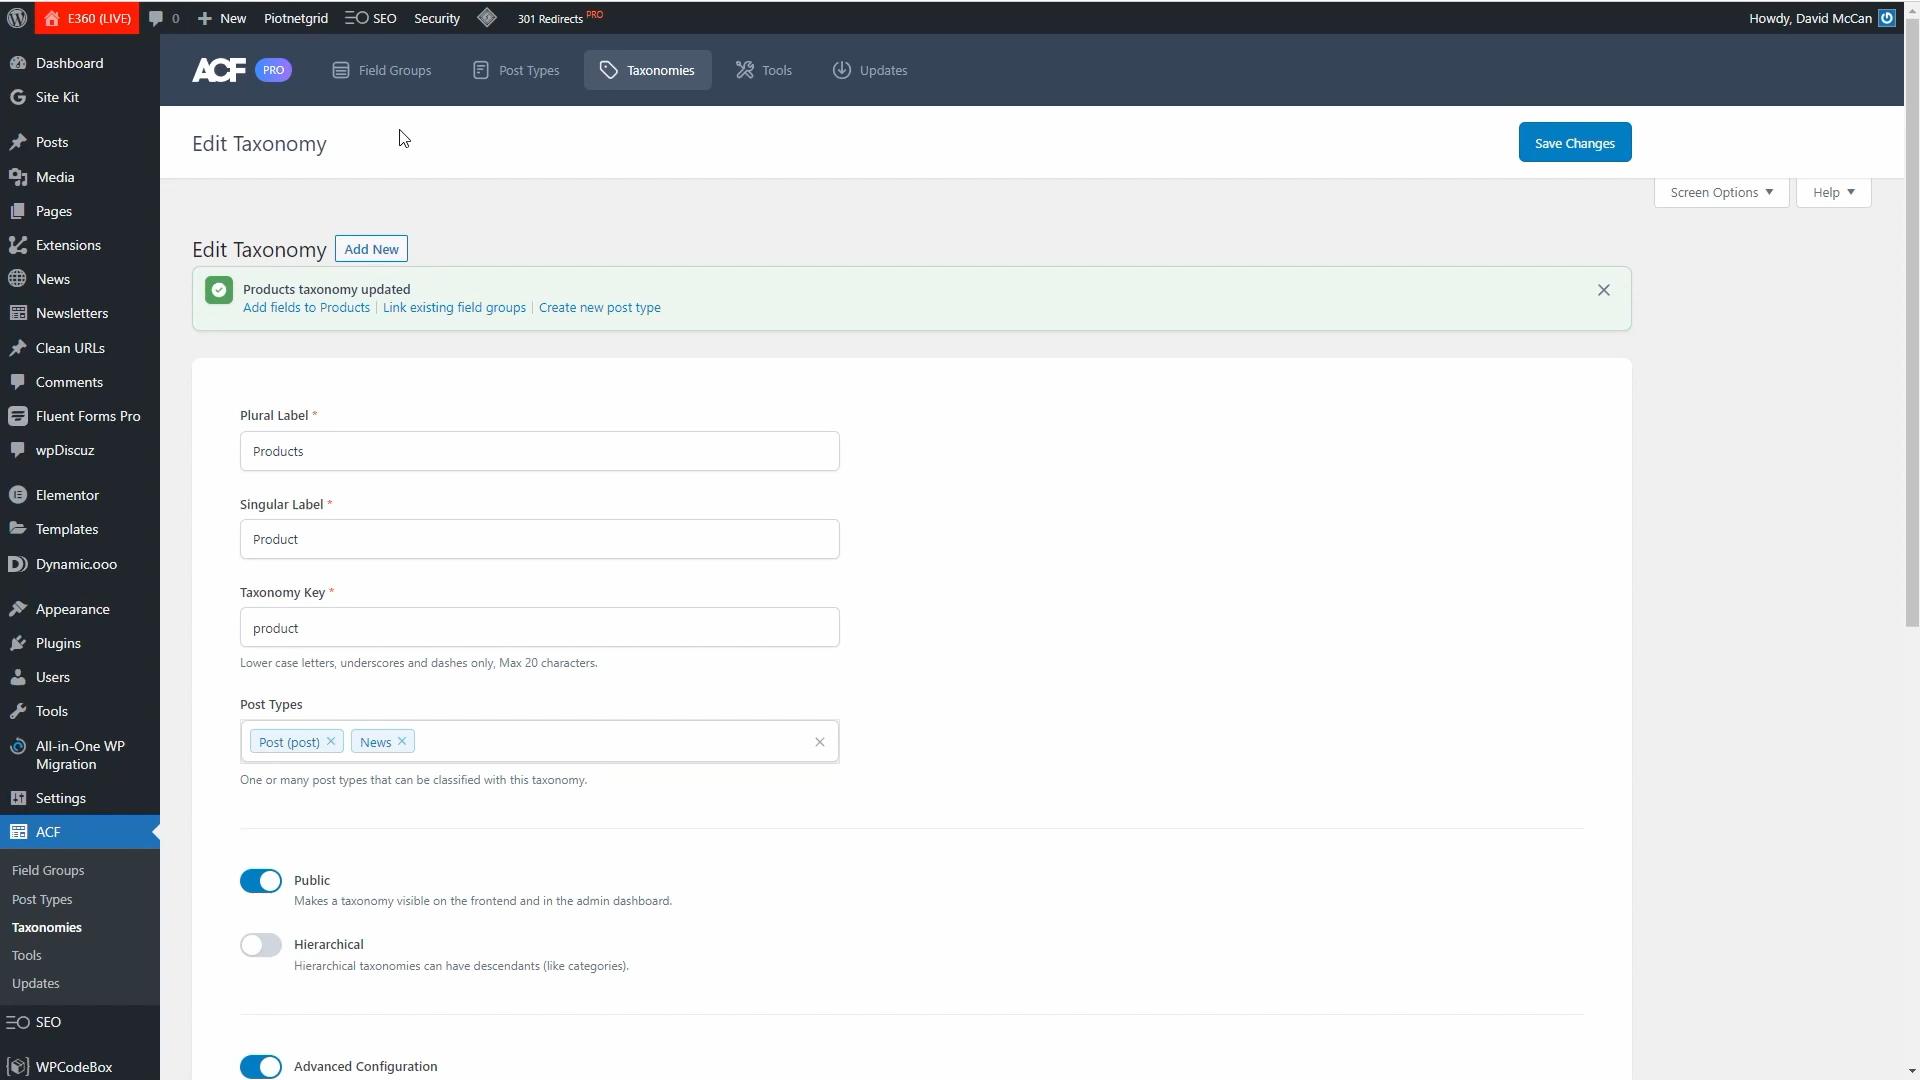 E360 (LIVE) 0 New Piotnetgrid SEO Security 301 Redirects PRO Howdy, David McCan
Dashboard
Site Kit
Posts
Media
Pages
Extensions
News
Newsletters
Clean URLs
Comments
Fluent Forms Pro
wpDiscuz
Elementor
Templates
Dynamic.ooo
Appearance
Plugins
Users
Tools
All-in-One WP
Migration
Settings
ACF
Field Groups
Post Types
Taxonomies
Tools
Updates
SEO
WPCodeBox
ACF PRO Field Groups Post Types Taxonomies Tools Updates
Edit Taxonomy Save Changes
Screen Options Help
Edit Taxonomy Add New
Products taxonomy updated
Add fields to Products | Link existing field groups | Create new post type
Plural Label *
Products
Singular Label *
Product
Taxonomy Key *
product
Lower case letters, underscores and dashes only, Max 20 characters.
Post Types
Post (post) × News ×
One or many post types that can be classified with this taxonomy.
Public
Makes a taxonomy visible on the frontend and in the admin dashboard.
Hierarchical
Hierarchical taxonomies can have descendants (like categories).
Advanced Configuration